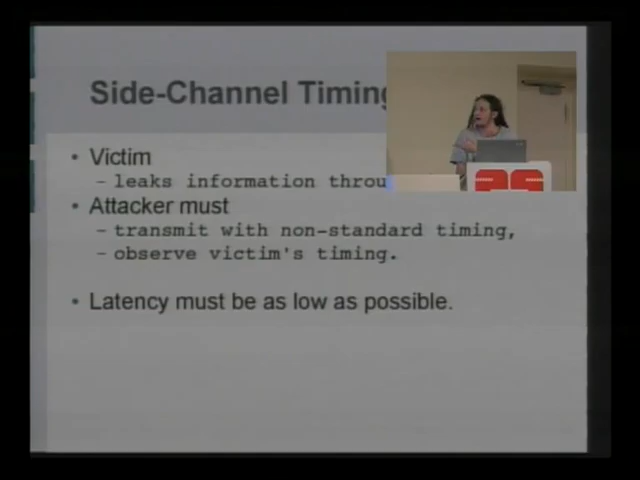 Side-Channel Timing
• Victim
– leaks information throu
• Attacker must
– transmit with non-standard timing,
– observe victim's timing.
• Latency must be as low as possible.